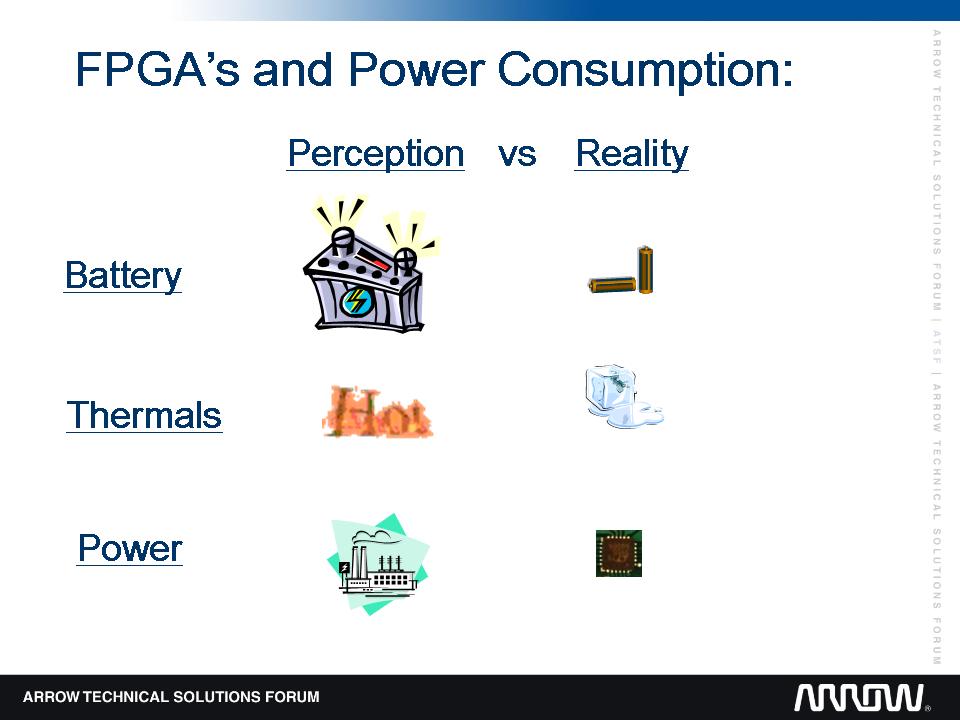 FPGA's and Power Consumption:
Perception vs Reality
Battery
Thermals
Hot
Power
ARROW TECHNICAL SOLUTIONS FORUM | ATSF | ARROW TECHNICAL SOLUTIONS FORUM
ARROW TECHNICAL SOLUTIONS FORUM
ARROW®